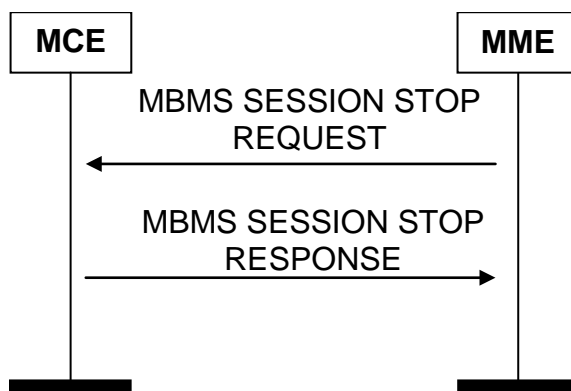 MCE
MME
MBMS SESSION STOP
REQUEST
MBMS SESSION STOP
RESPONSE